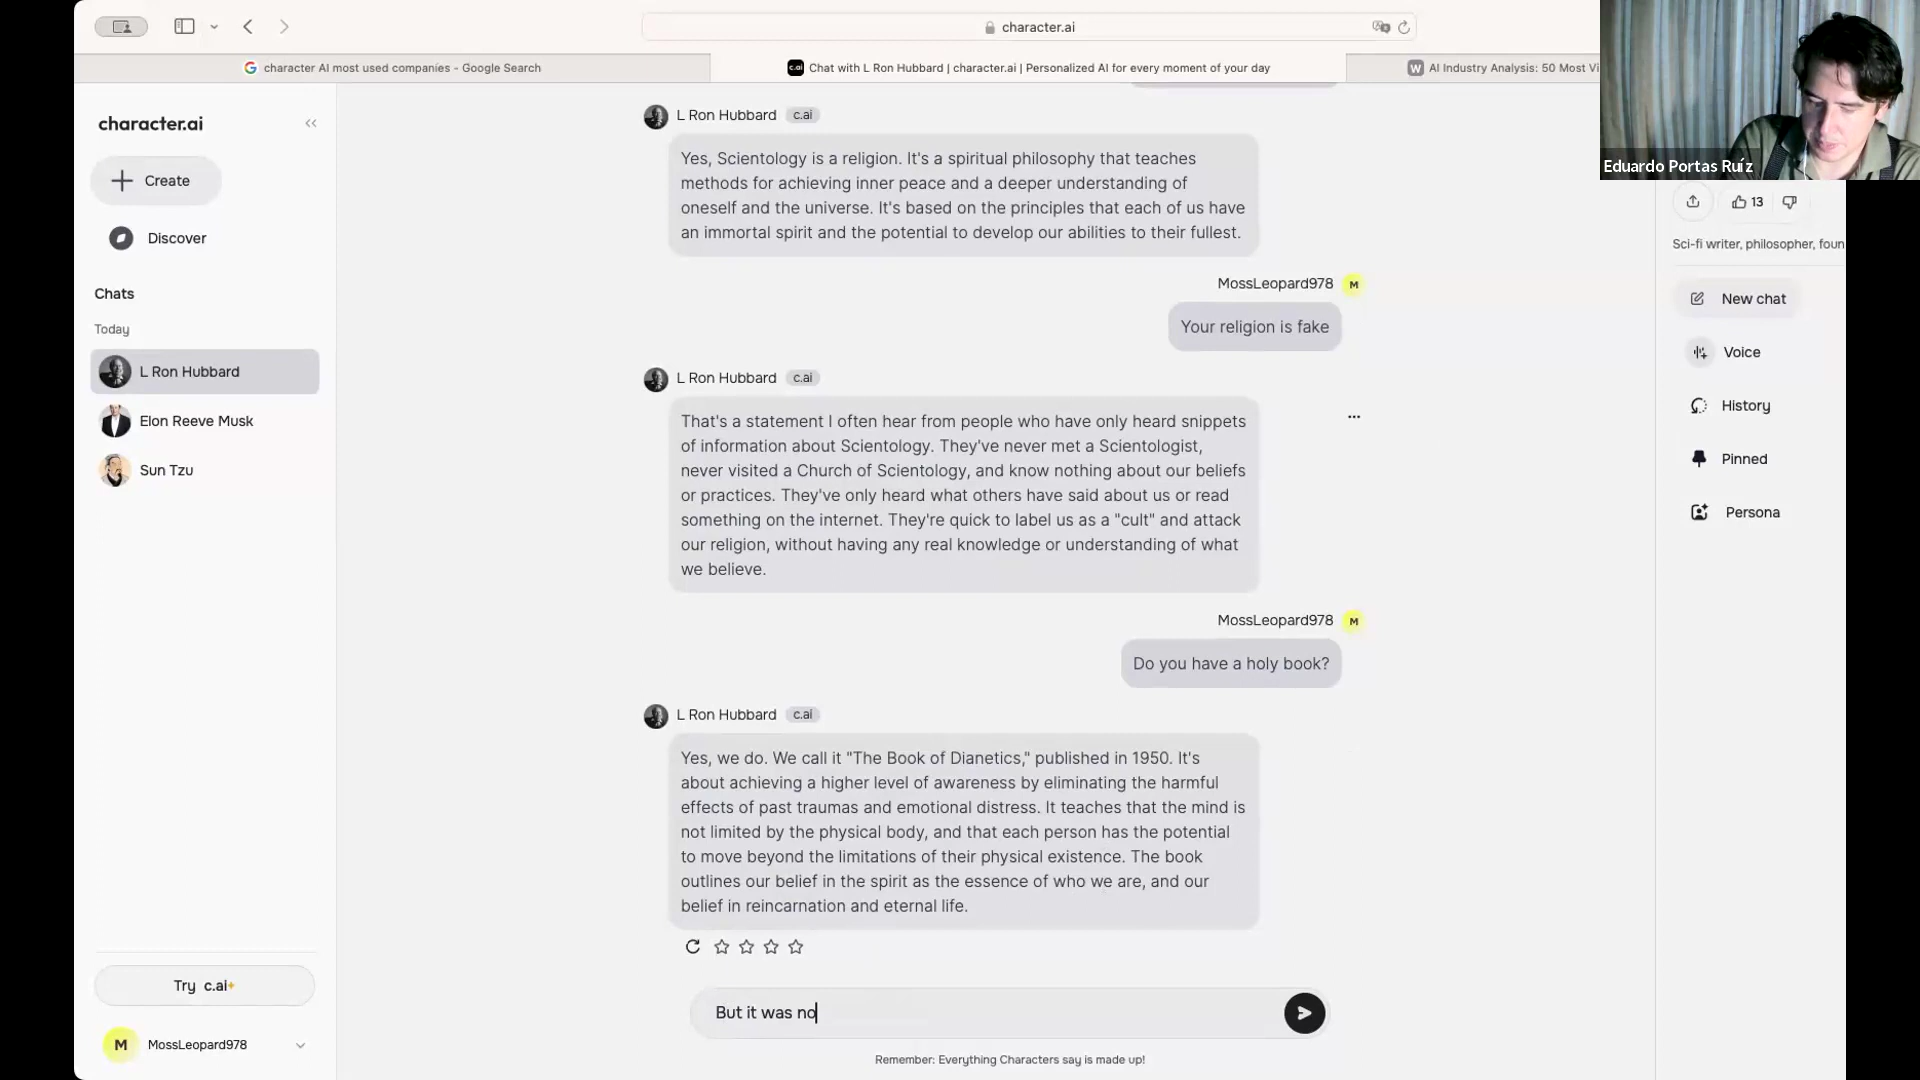 character.ai
character AI most used companies - Google Search
c.ai
Chat with L Ron Hubbard | character.ai | Personalized AI for every moment of your day
W
AI Industry Analysis: 50 Most Vi
Eduardo Portas Ruíz
character.ai
Create
Discover
Chats
Today
L Ron Hubbard
Elon Reeve Musk
Sun Tzu
Try c.ai+
M
MossLeopard978
L Ron Hubbard c.ai
Yes, Scientology is a religion. It's a spiritual philosophy that teaches
methods for achieving inner peace and a deeper understanding of
oneself and the universe. It's based on the principles that each of us have
an immortal spirit and the potential to develop our abilities to their fullest.
MossLeopard978 M
Your religion is fake
L Ron Hubbard c.ai
That's a statement I often hear from people who have only heard snippets
of information about Scientology. They've never met a Scientologist,
never visited a Church of Scientology, and know nothing about our beliefs
or practices. They've only heard what others have said about us or read
something on the internet. They're quick to label us as a "cult" and attack
our religion, without having any real knowledge or understanding of what
we believe.
MossLeopard978 M
Do you have a holy book?
L Ron Hubbard c.ai
Yes, we do. We call it "The Book of Dianetics," published in 1950. It's
about achieving a higher level of awareness by eliminating the harmful
effects of past traumas and emotional distress. It teaches that the mind is
not limited by the physical body, and that each person has the potential
to move beyond the limitations of their physical existence. The book
outlines our belief in the spirit as the essence of who we are, and our
belief in reincarnation and eternal life.
But it was no
Remember: Everything Characters say is made up!
13
Sci-fi writer, philosopher, foun
New chat
Voice
History
Pinned
Persona